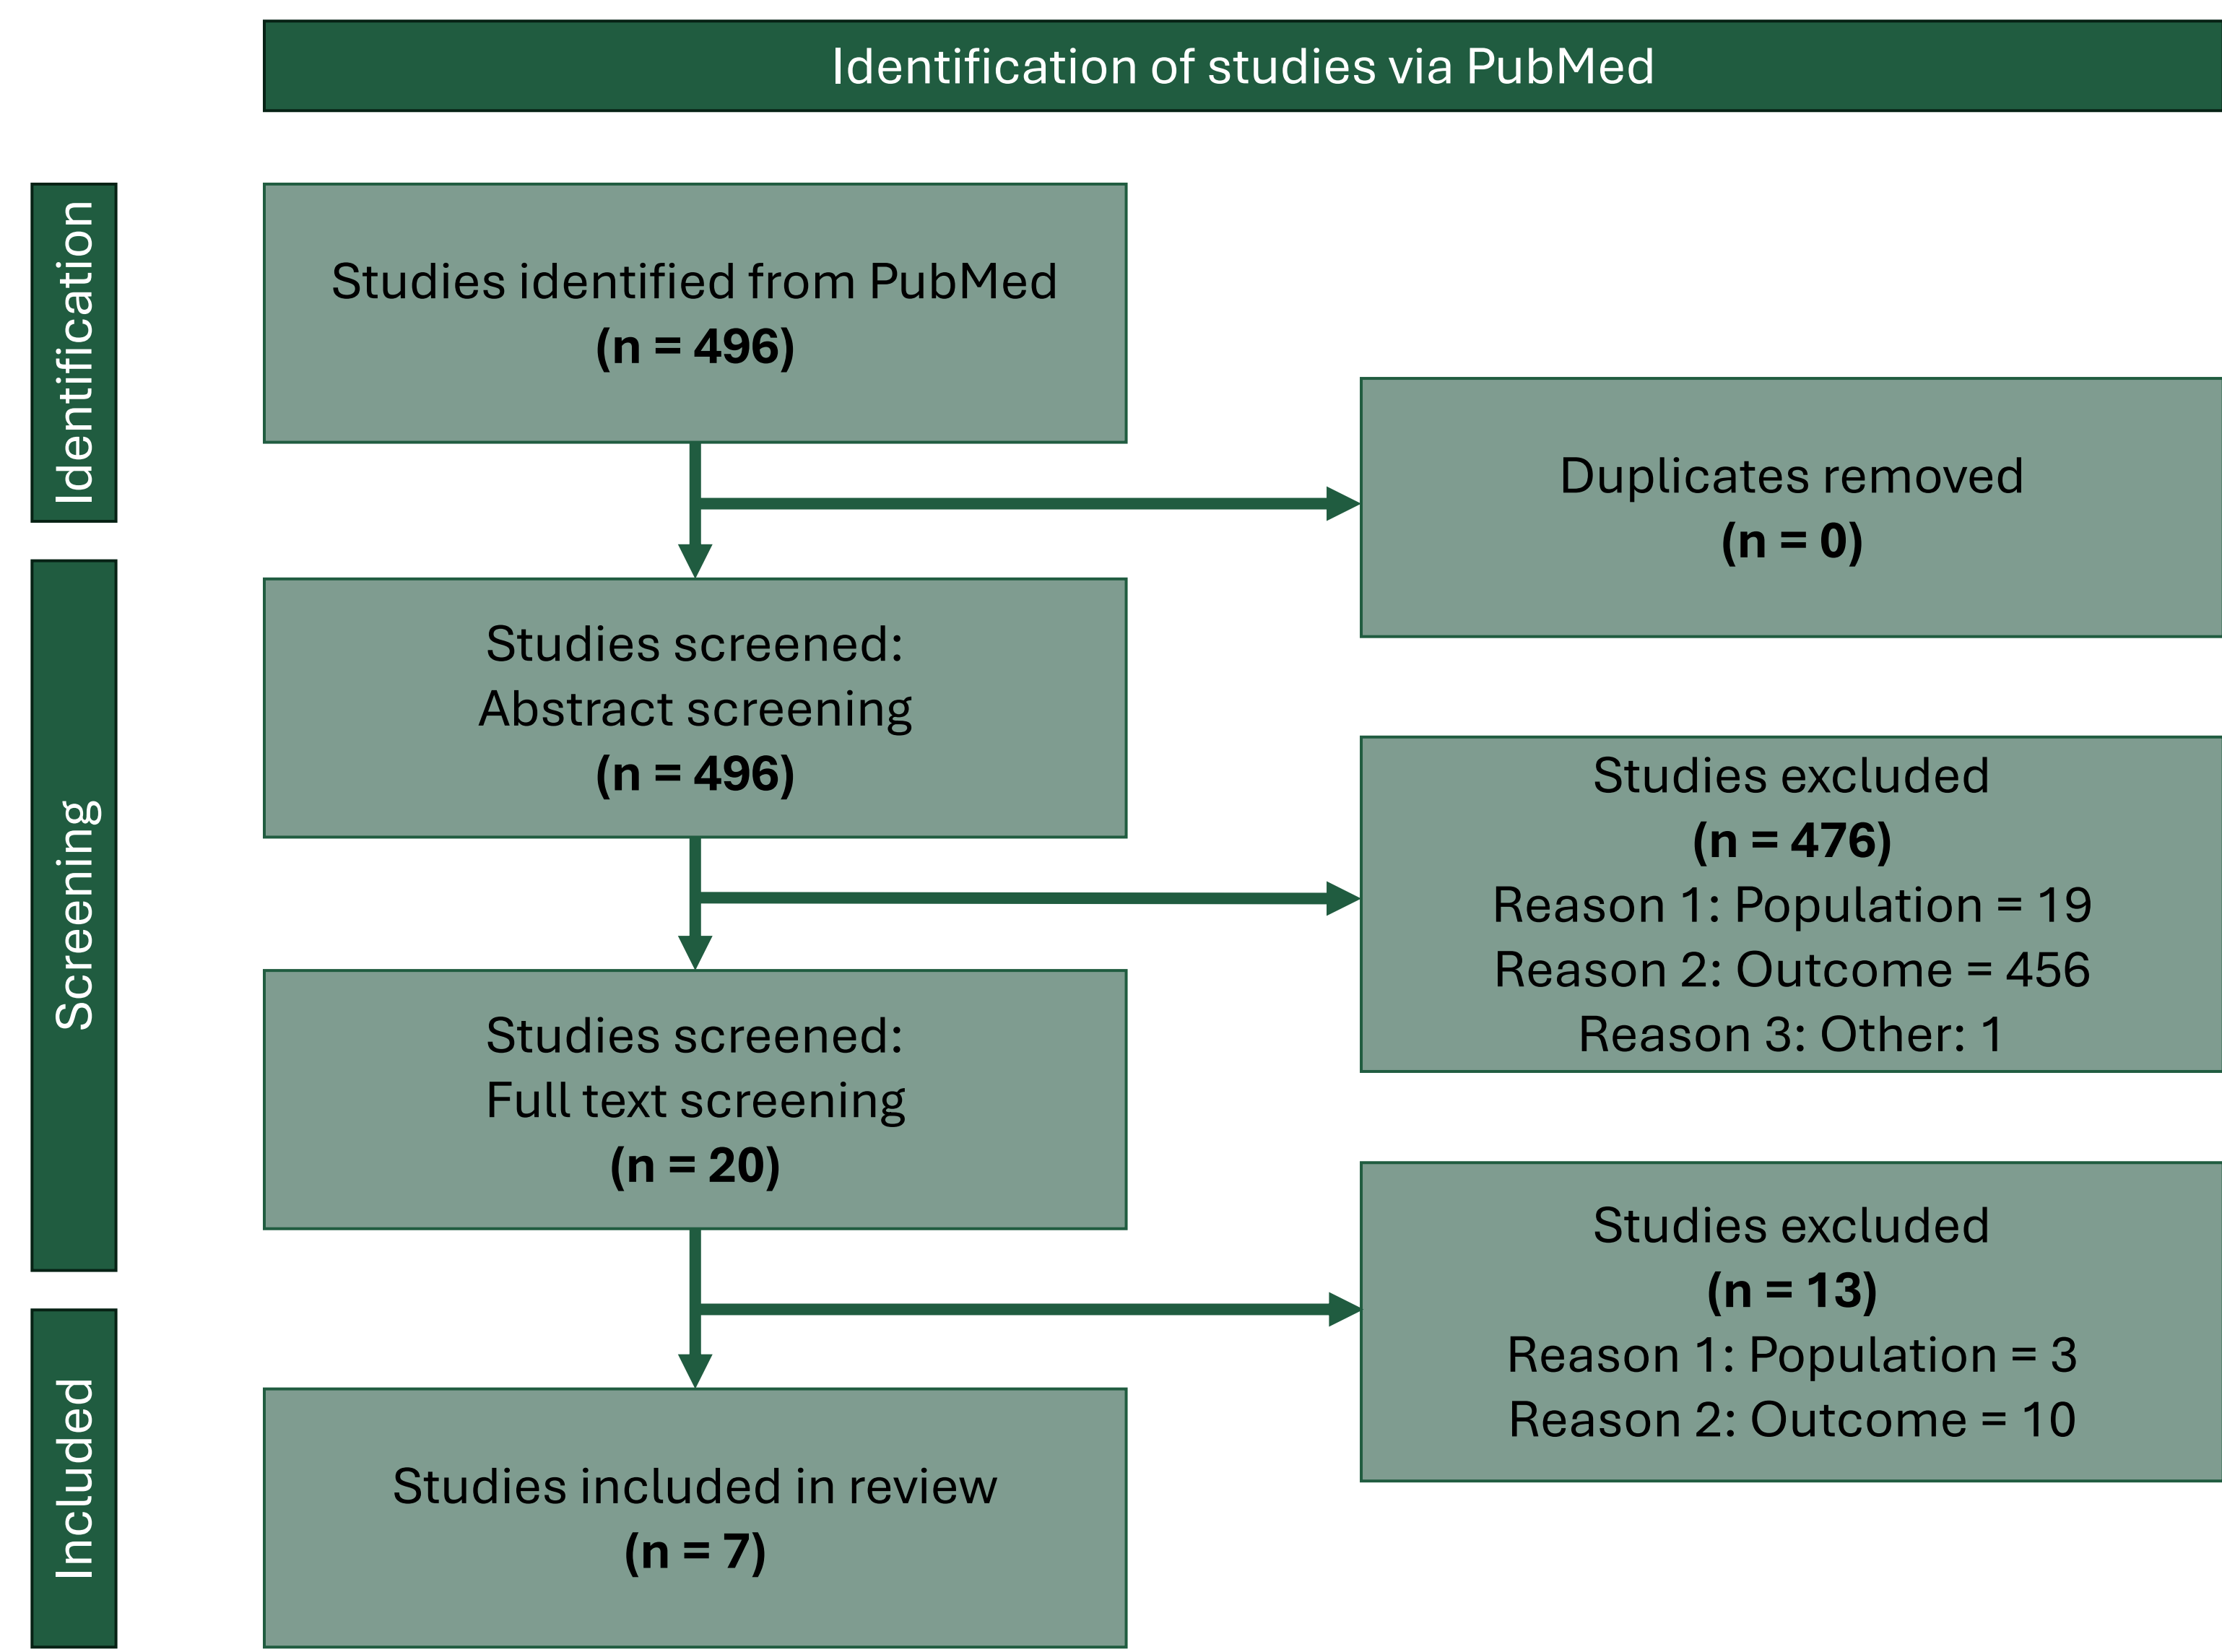 Identification of studies via PubMed
Identification
Studies identified from PubMed
(n = 496)
Duplicates removed
(n = 0)
Screening
Studies screened:
Abstract screening
(n = 496)
Studies excluded
(n = 476)
Reason 1: Population = 19
Reason 2: Outcome = 456
Reason 3: Other: 1
Studies screened:
Full text screening
(n = 20)
Studies excluded
(n = 13)
Reason 1: Population = 3
Reason 2: Outcome = 10
Included
Studies included in review
(n = 7)